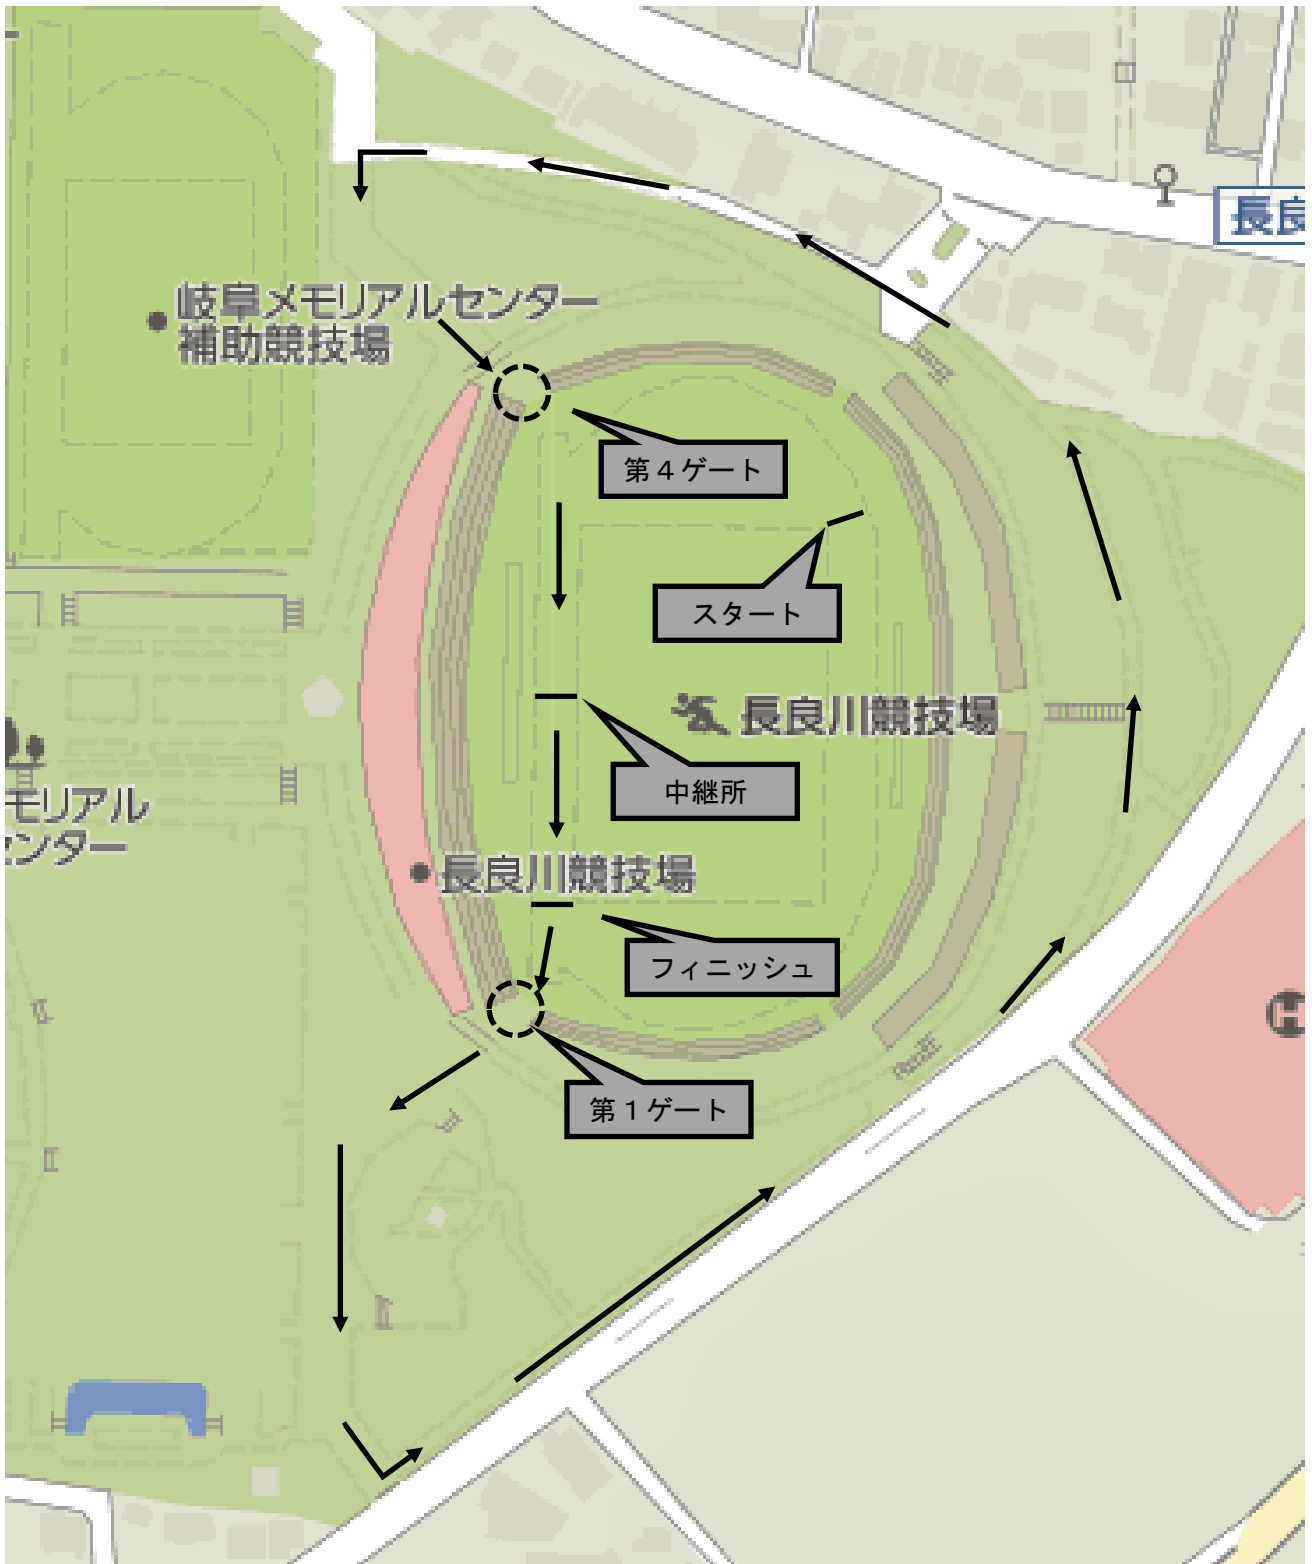 長良
岐阜メモリアルセンター
補助競技場
第4ゲート
スタート
長良川競技場
中継所
モリアル
センター
長良川競技場
フィニッシュ
第1ゲート